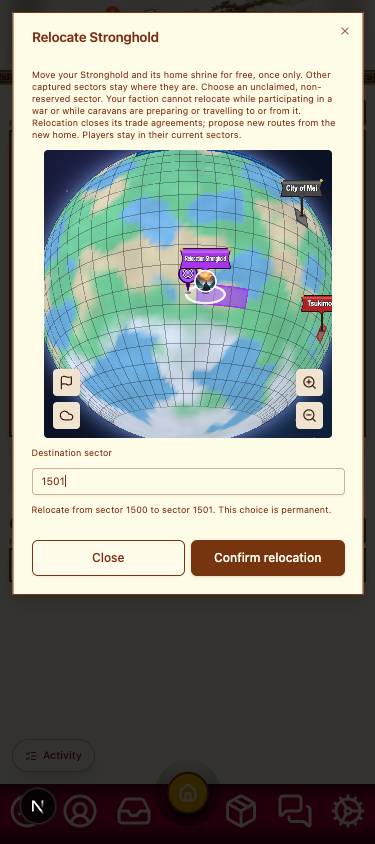 Relocate Stronghold
×
Move your Stronghold and its home shrine for free, once only. Other
captured sectors stay where they are. Choose an unclaimed, non-
reserved sector. Your faction cannot relocate while participating in a
war or while caravans are preparing or travelling to or from it.
Relocation closes its trade agreements; propose new routes from the
new home. Players stay in their current sectors.
City of Mei
Relocation Stronghold
Tsukimo
Destination sector
1501
Relocate from sector 1500 to sector 1501. This choice is permanent.
Close
Confirm relocation
Activity
N